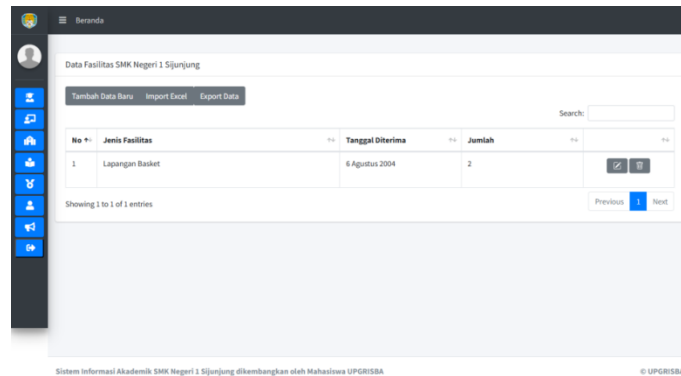 Beranda
Data Fasilitas SMK Negeri 1 Sijunjung
Tambah Data Baru Import Excel Export Data
Search:
No Jenis Fasilitas Tanggal Diterima Jumlah
1 Lapangan Basket 6 Agustus 2004 2
Showing 1 to 1 of 1 entries
Previous 1 Next
Sistem Informasi Akademik SMK Negeri 1 Sijunjung dikembangkan oleh Mahasiswa UPGRISBA
© UPGRISBA